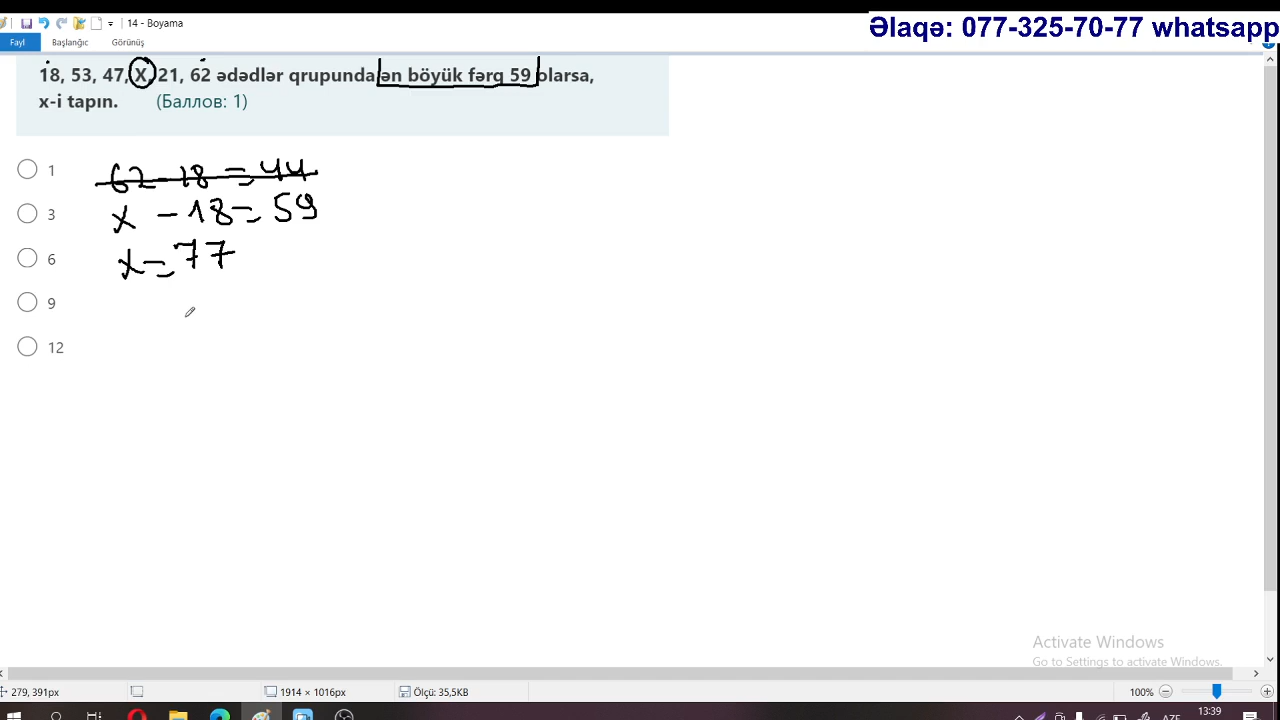 14 - Boyama
Əlaqə: 077-325-70-77 whatsapp
Fayl Başlanğıc Görünüş
18, 53, 47, X, 21, 62 ədədlər qrupunda ən böyük fərq 59 olarsa,
x-i tapın. (Баллов: 1)
1
3
6
9
12
62 - 18 = 44
x - 18 = 59
x = 77
Activate Windows
Go to Settings to activate Windows.
279, 391px 1914 × 1016px Ölçü: 35,5KB 100%
AZE 13:39